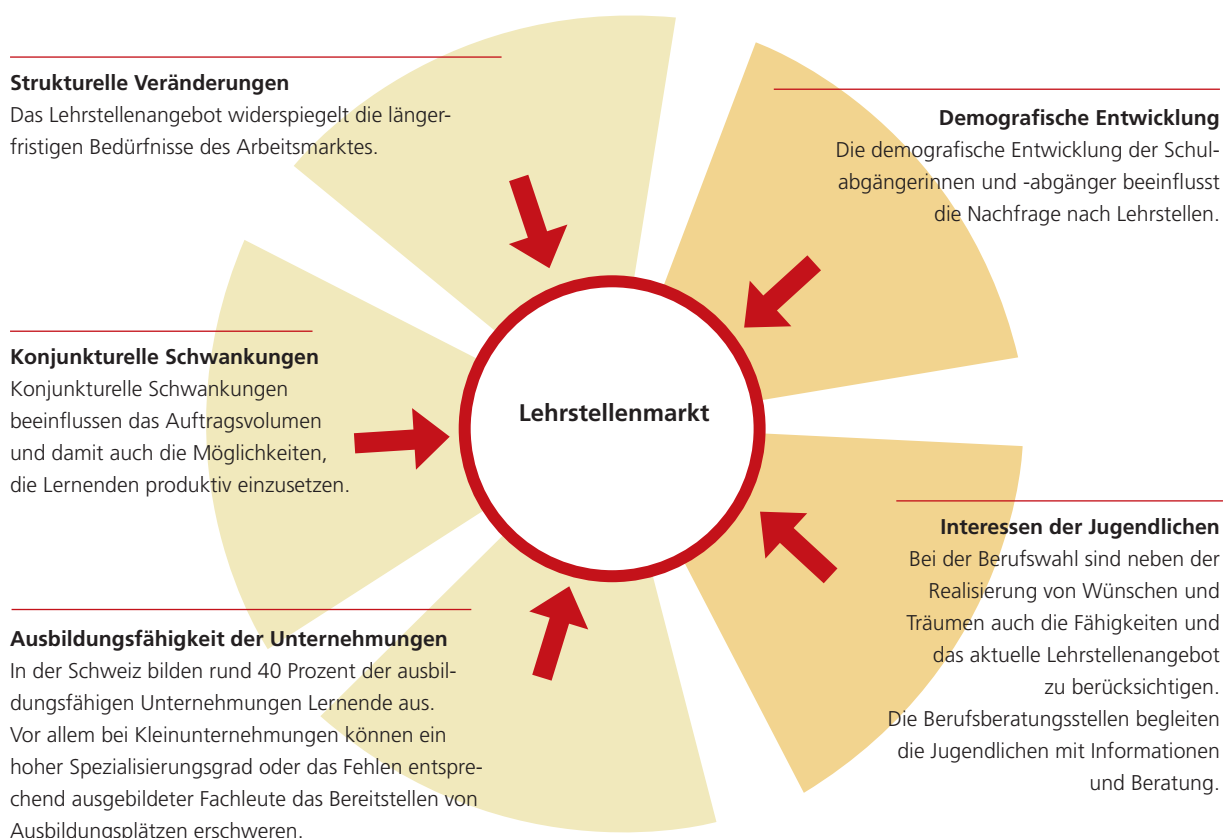 Strukturelle Veränderungen
Das Lehrstellenangebot widerspiegelt die länger-
fristigen Bedürfnisse des Arbeitsmarktes.
Konjunkturelle Schwankungen
Konjunkturelle Schwankungen
beeinflussen das Auftragsvolumen
und damit auch die Möglichkeiten,
die Lernenden produktiv einzusetzen.
Ausbildungsfähigkeit der Unternehmungen
In der Schweiz bilden rund 40 Prozent der ausbil-
dungsfähigen Unternehmungen Lernende aus.
Vor allem bei Kleinunternehmungen können ein
hoher Spezialisierungsgrad oder das Fehlen entspre-
chend ausgebildeter Fachleute das Bereitstellen von
Ausbildungsplätzen erschweren.
Lehrstellenmarkt
Demografische Entwicklung
Die demografische Entwicklung der Schul-
abgängerinnen und -abgänger beeinflusst
die Nachfrage nach Lehrstellen.
Interessen der Jugendlichen
Bei der Berufswahl sind neben der
Realisierung von Wünschen und
Träumen auch die Fähigkeiten und
das aktuelle Lehrstellenangebot
zu berücksichtigen.
Die Berufsberatungsstellen begleiten
die Jugendlichen mit Informationen
und Beratung.